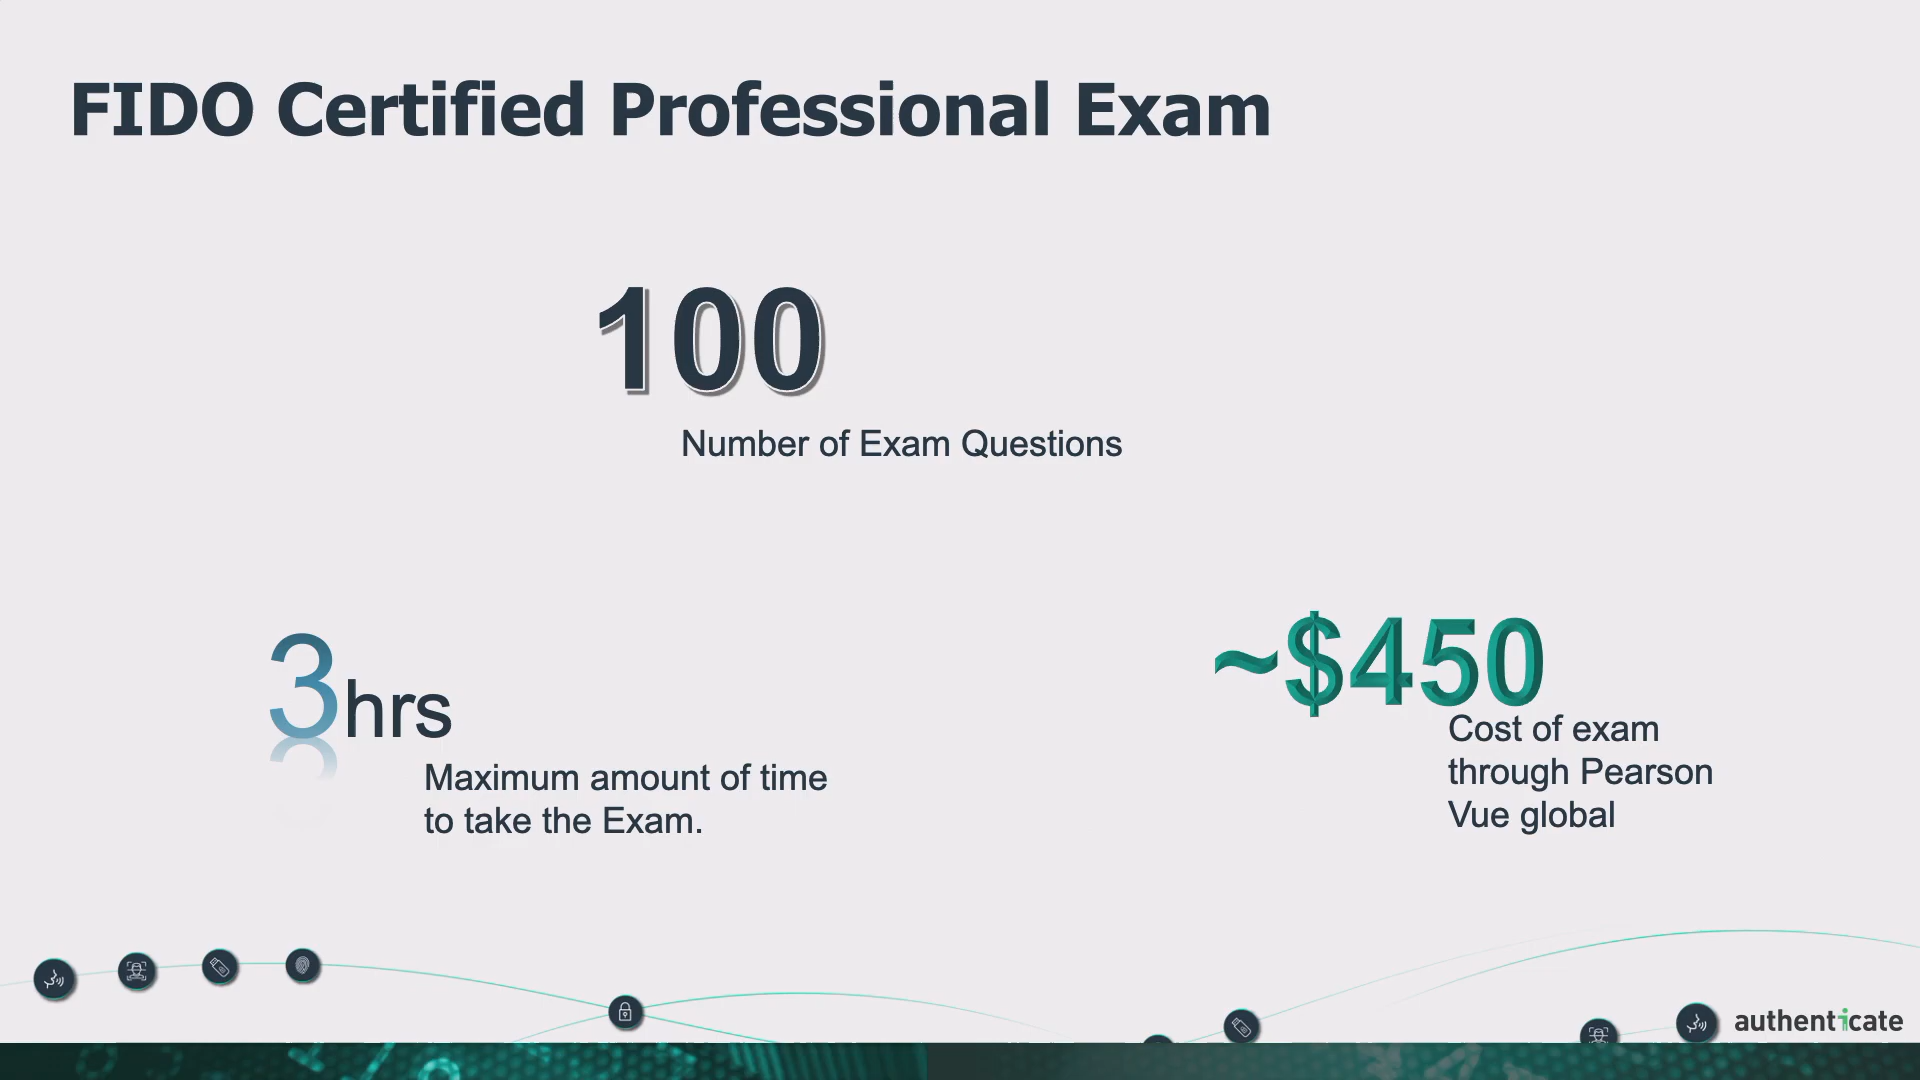 FIDO Certified Professional Exam
100
Number of Exam Questions
3hrs
Maximum amount of time
to take the Exam.
~$450
Cost of exam
through Pearson
Vue global
authenticate